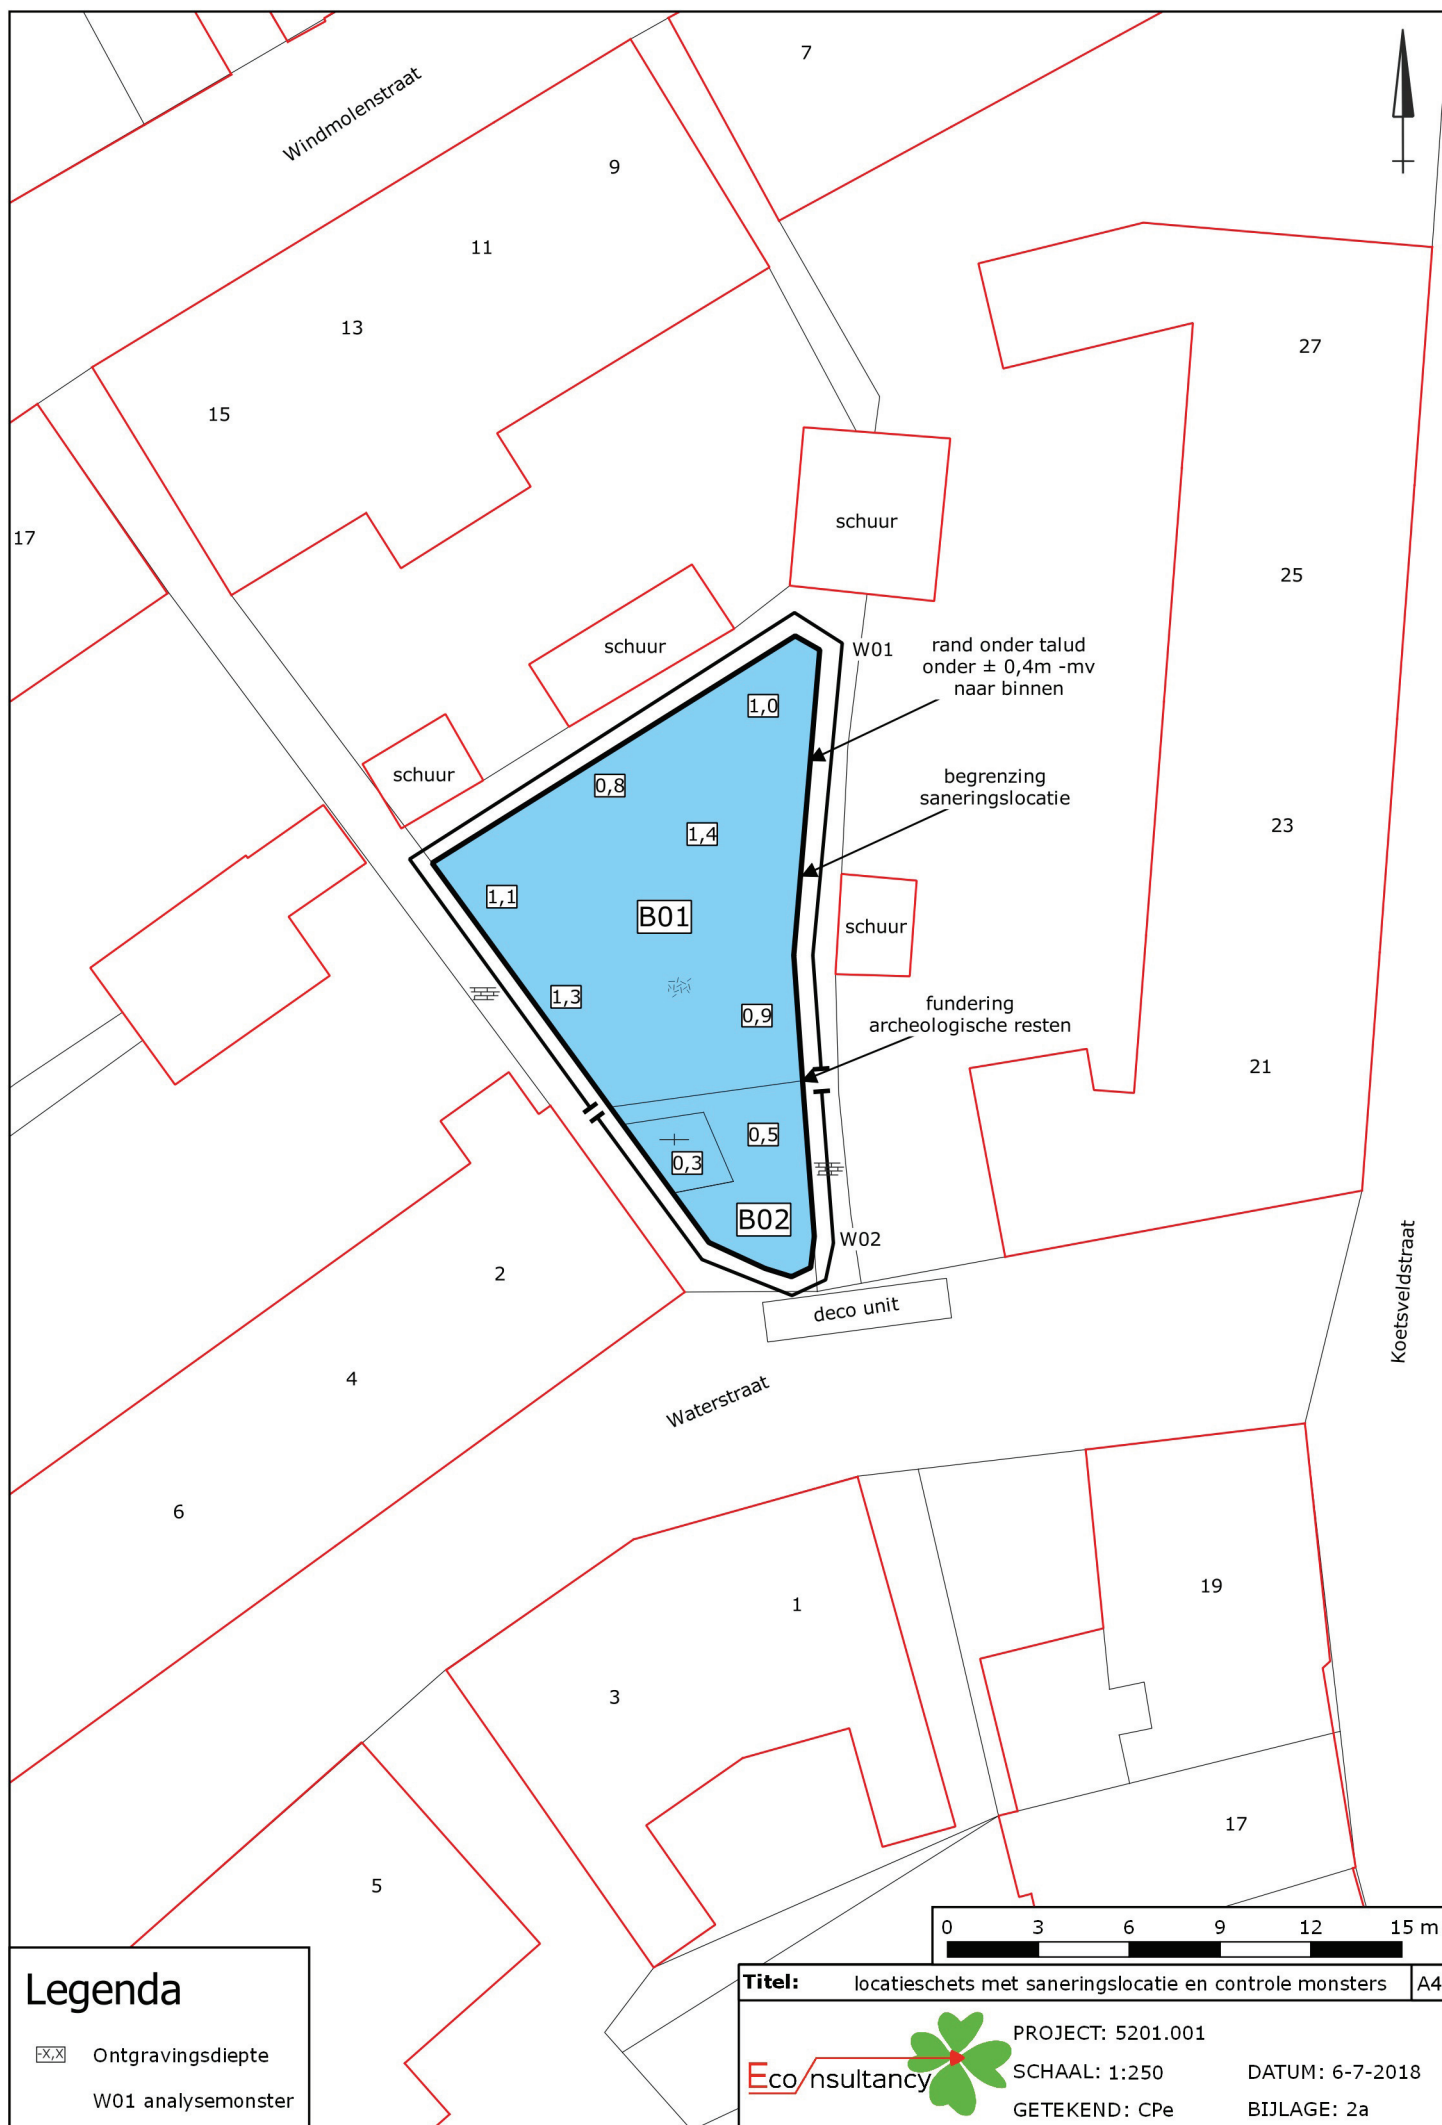 7
Windmolenstraat
9
11
13
15
17
27
25
23
21
schuur
schuur
schuur
schuur
W01
rand onder talud
onder ± 0,4m -mv
naar binnen
begrenzing
saneringslocatie
fundering
archeologische resten
1,0
0,8
1,4
1,1
B01
1,3
0,9
0,5
0,3
B02
W02
deco unit
2
4
6
Waterstraat
Koetsveldstraat
1
3
5
19
17
0 3 6 9 12 15 m
Legenda
-X,X Ontgravingsdiepte
W01 analysemonster
Titel: locatieschets met saneringslocatie en controle monsters A4
Econsultancy
PROJECT: 5201.001
SCHAAL: 1:250 DATUM: 6-7-2018
GETEKEND: CPe BIJLAGE: 2a